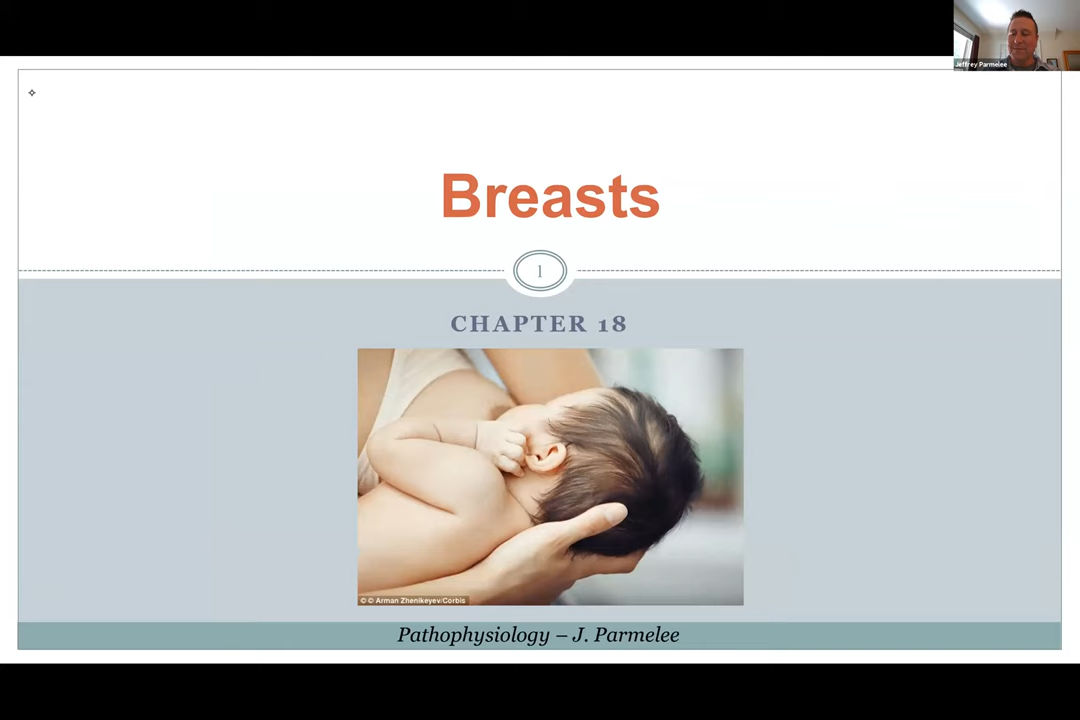 Jeffrey Parmelee
Breasts
1
CHAPTER 18
© © Arman Zhenikeyev/Corbis
Pathophysiology – J. Parmelee